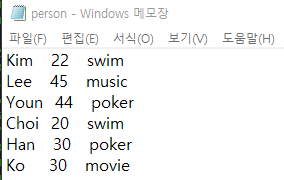 person - Windows 메모장
파일(F) 편집(E) 서식(O) 보기(V) 도움말(H)
Kim 22 swim
Lee 45 music
Youn 44 poker
Choi 20 swim
Han 30 poker
Ko 30 movie